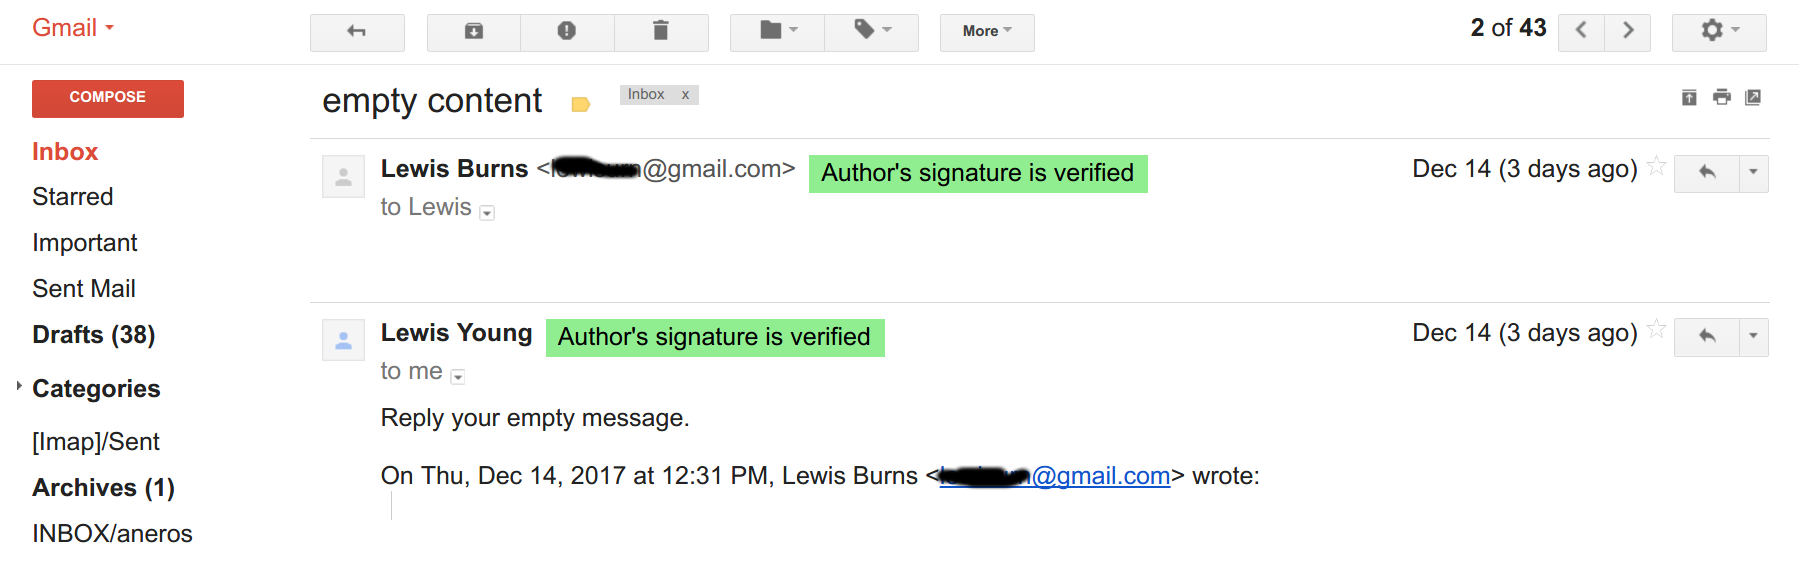 Gmail
More
2 of 43
COMPOSE
empty content
Inbox x
Inbox
Starred
Important
Sent Mail
Drafts (38)
Categories
[Imap]/Sent
Archives (1)
INBOX/aneros
Lewis Burns < @gmail.com> Author's signature is verified Dec 14 (3 days ago)
to Lewis
Lewis Young Author's signature is verified Dec 14 (3 days ago)
to me
Reply your empty message.
On Thu, Dec 14, 2017 at 12:31 PM, Lewis Burns < @gmail.com> wrote: